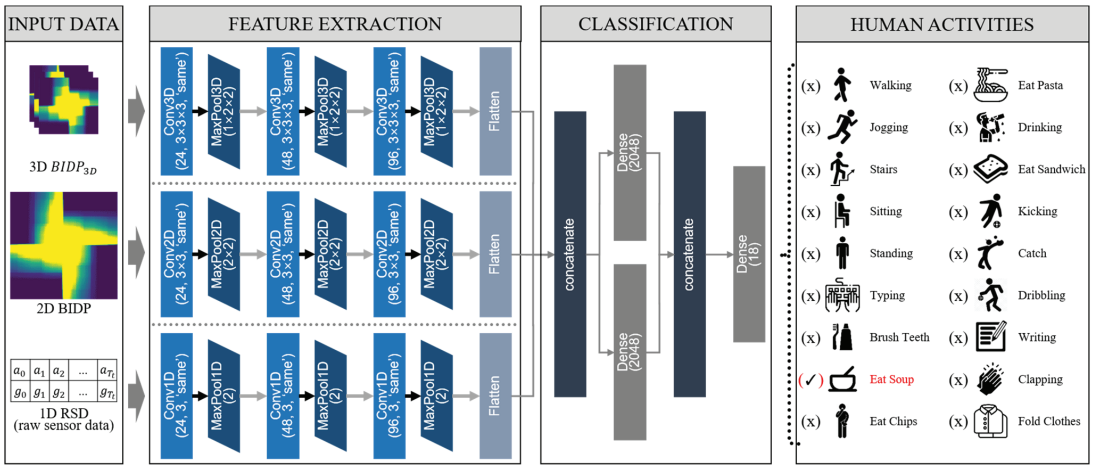 INPUT DATA
FEATURE EXTRACTION
CLASSIFICATION
HUMAN ACTIVITIES
3D BIDP₃D
2D BIDP
a₀ a₁ a₂ ... a_Tt
g₀ g₁ g₂ ... g_Tt
1D RSD
(raw sensor data)
Conv3D
(24, 3×3×3, 'same')
MaxPool3D
(1×2×2)
Conv3D
(48, 3×3×3, 'same')
MaxPool3D
(1×2×2)
Conv3D
(96, 3×3×3, 'same')
MaxPool3D
(1×2×2)
Flatten
Conv2D
(24, 3×3, 'same')
MaxPool2D
(2×2)
Conv2D
(48, 3×3, 'same')
MaxPool2D
(2×2)
Conv2D
(96, 3×3, 'same')
MaxPool2D
(2×2)
Flatten
Conv1D
(24, 3, 'same')
MaxPool1D
(2)
Conv1D
(48, 3, 'same')
MaxPool1D
(2)
Conv1D
(96, 3, 'same')
MaxPool1D
(2)
Flatten
concatenate
Dense
(2048)
Dense
(2048)
concatenate
Dense
(18)
(x) Walking
(x) Jogging
(x) Stairs
(x) Sitting
(x) Standing
(x) Typing
(x) Brush Teeth
(✓) Eat Soup
(x) Eat Chips
(x) Eat Pasta
(x) Drinking
(x) Eat Sandwich
(x) Kicking
(x) Catch
(x) Dribbling
(x) Writing
(x) Clapping
(x) Fold Clothes